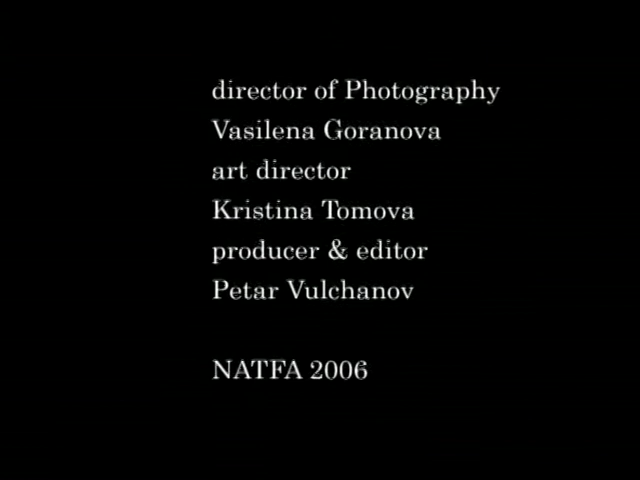 director of Photography
Vasilena Goranova
art director
Kristina Tomova
producer & editor
Petar Vulchanov
NATFA 2006